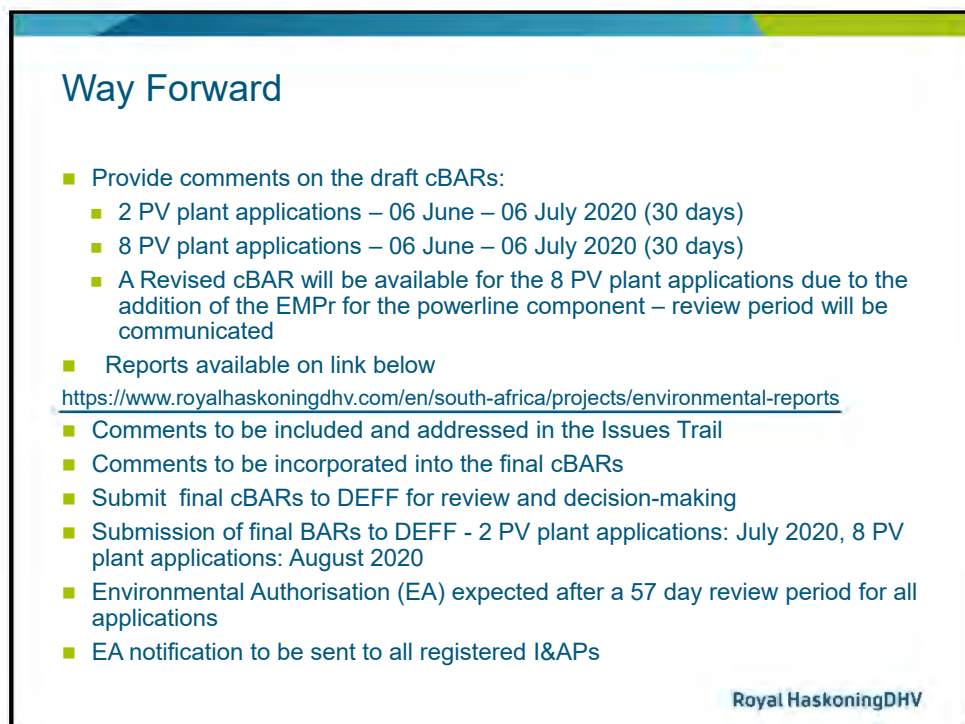 Way Forward
Provide comments on the draft cBARs:
2 PV plant applications – 06 June – 06 July 2020 (30 days)
8 PV plant applications – 06 June – 06 July 2020 (30 days)
A Revised cBAR will be available for the 8 PV plant applications due to the
addition of the EMPr for the powerline component – review period will be
communicated
Reports available on link below
https://www.royalhaskoningdhv.com/en/south-africa/projects/environmental-reports
Comments to be included and addressed in the Issues Trail
Comments to be incorporated into the final cBARs
Submit final cBARs to DEFF for review and decision-making
Submission of final BARs to DEFF - 2 PV plant applications: July 2020, 8 PV
plant applications: August 2020
Environmental Authorisation (EA) expected after a 57 day review period for all
applications
EA notification to be sent to all registered I&APs
Royal HaskoningDHV